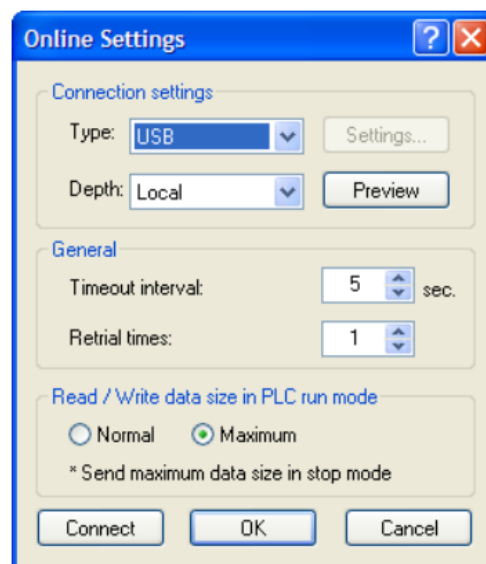 Online Settings
Connection settings
Type: USB Settings...
Depth: Local Preview
General
Timeout interval: 5 sec.
Retrial times: 1
Read / Write data size in PLC run mode
Normal Maximum
* Send maximum data size in stop mode
Connect OK Cancel